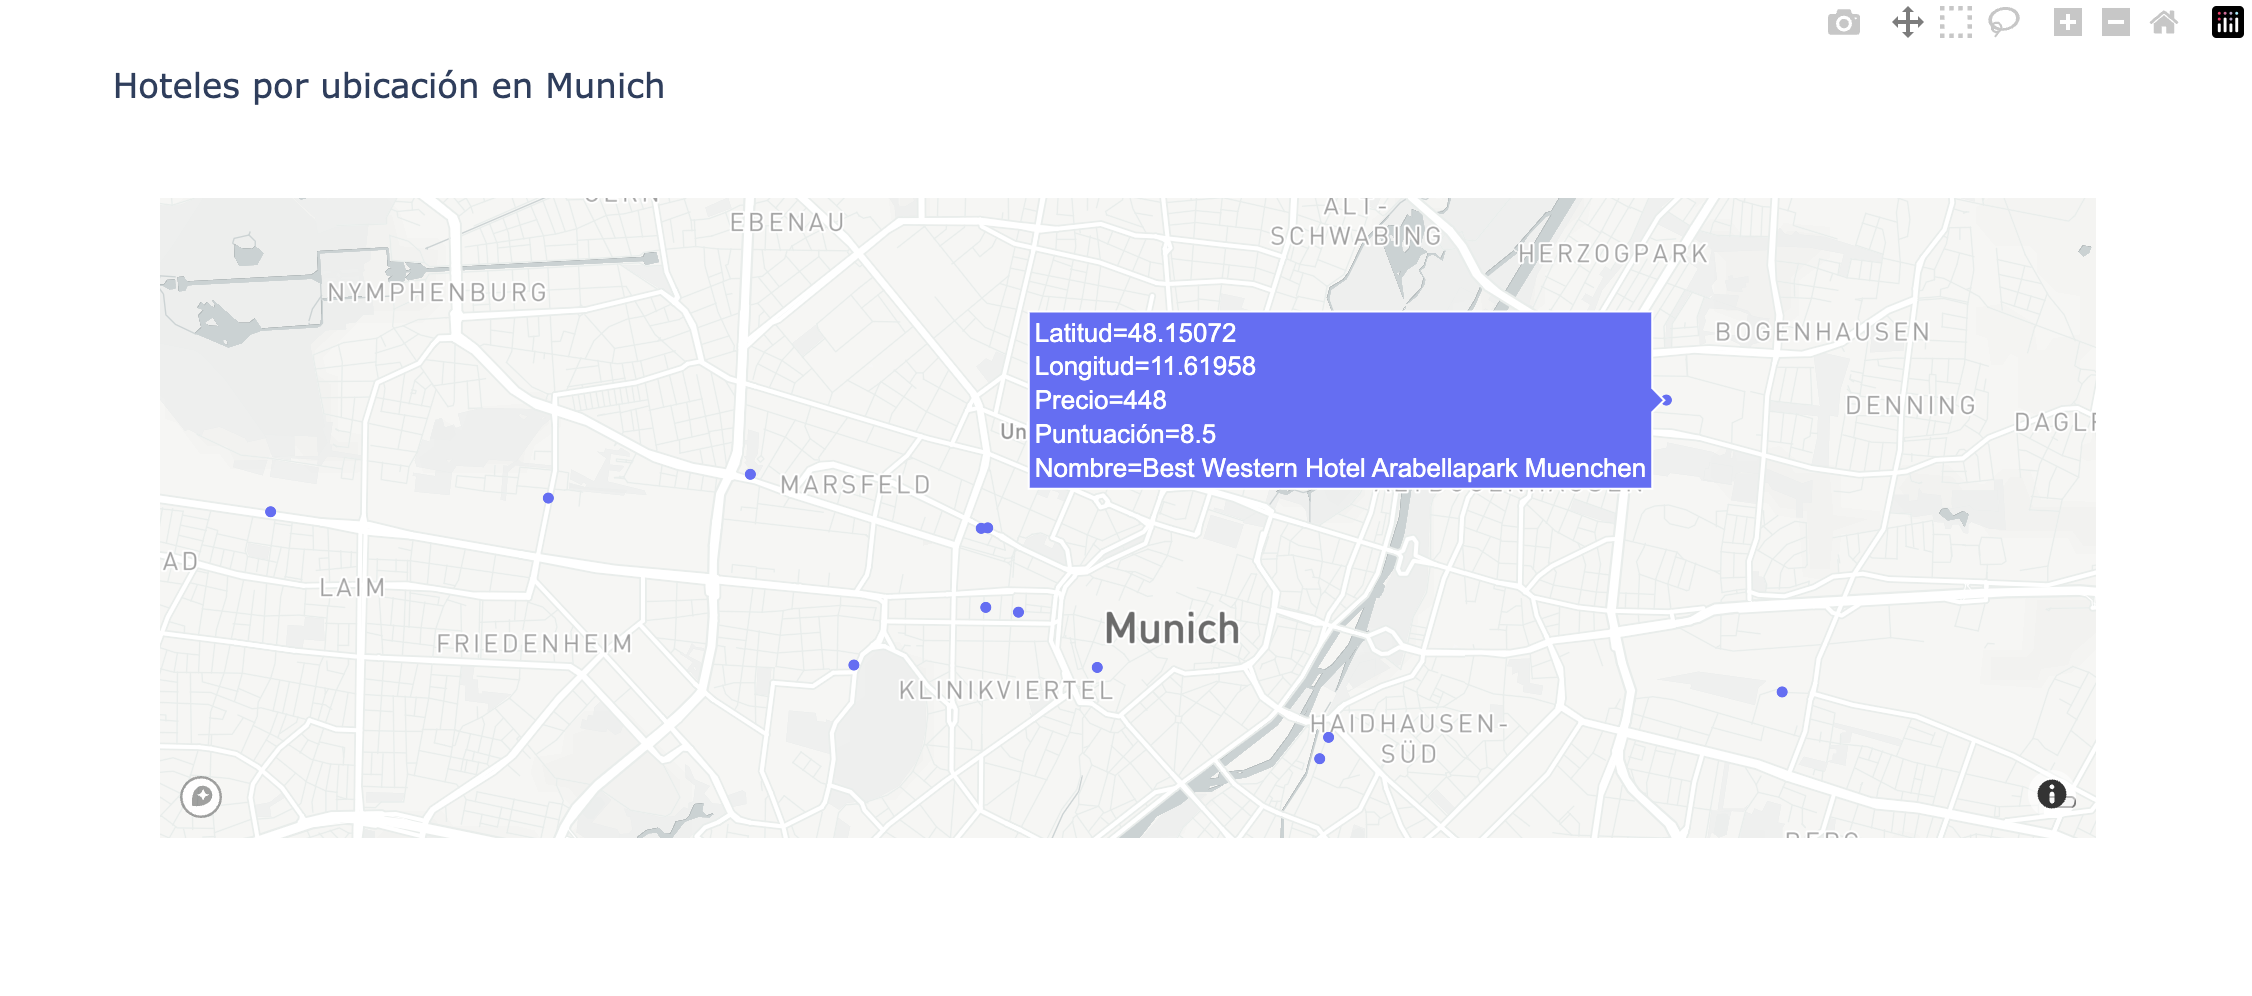 Hoteles por ubicación en Munich
EBENAU
ALT-
SCHWABING
HERZOGPARK
NYMPHENBURG
BOGENHAUSEN
Latitud=48.15072
Longitud=11.61958
Precio=448
Puntuación=8.5
Nombre=Best Western Hotel Arabellapark Muenchen
DENNING
DAGLF
Un
MARSFELD
AD
LAIM
Munich
FRIEDENHEIM
KLINIKVIERTEL
HAIDHAUSEN-
SÜD